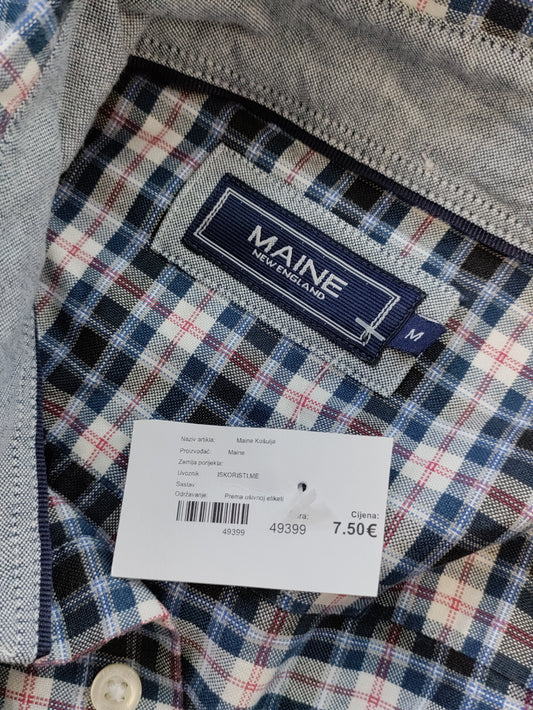 MAINE
NEW ENGLAND
M
Naziv artikla: Maine Košulja
Proizvođač: Maine
Zemlja porijekla:
Uvoznik: ISKORISTI.ME
Sastav:
Održavanje: Prema ušivnoj etiketi
49399
49399
Cijena:
7.50€